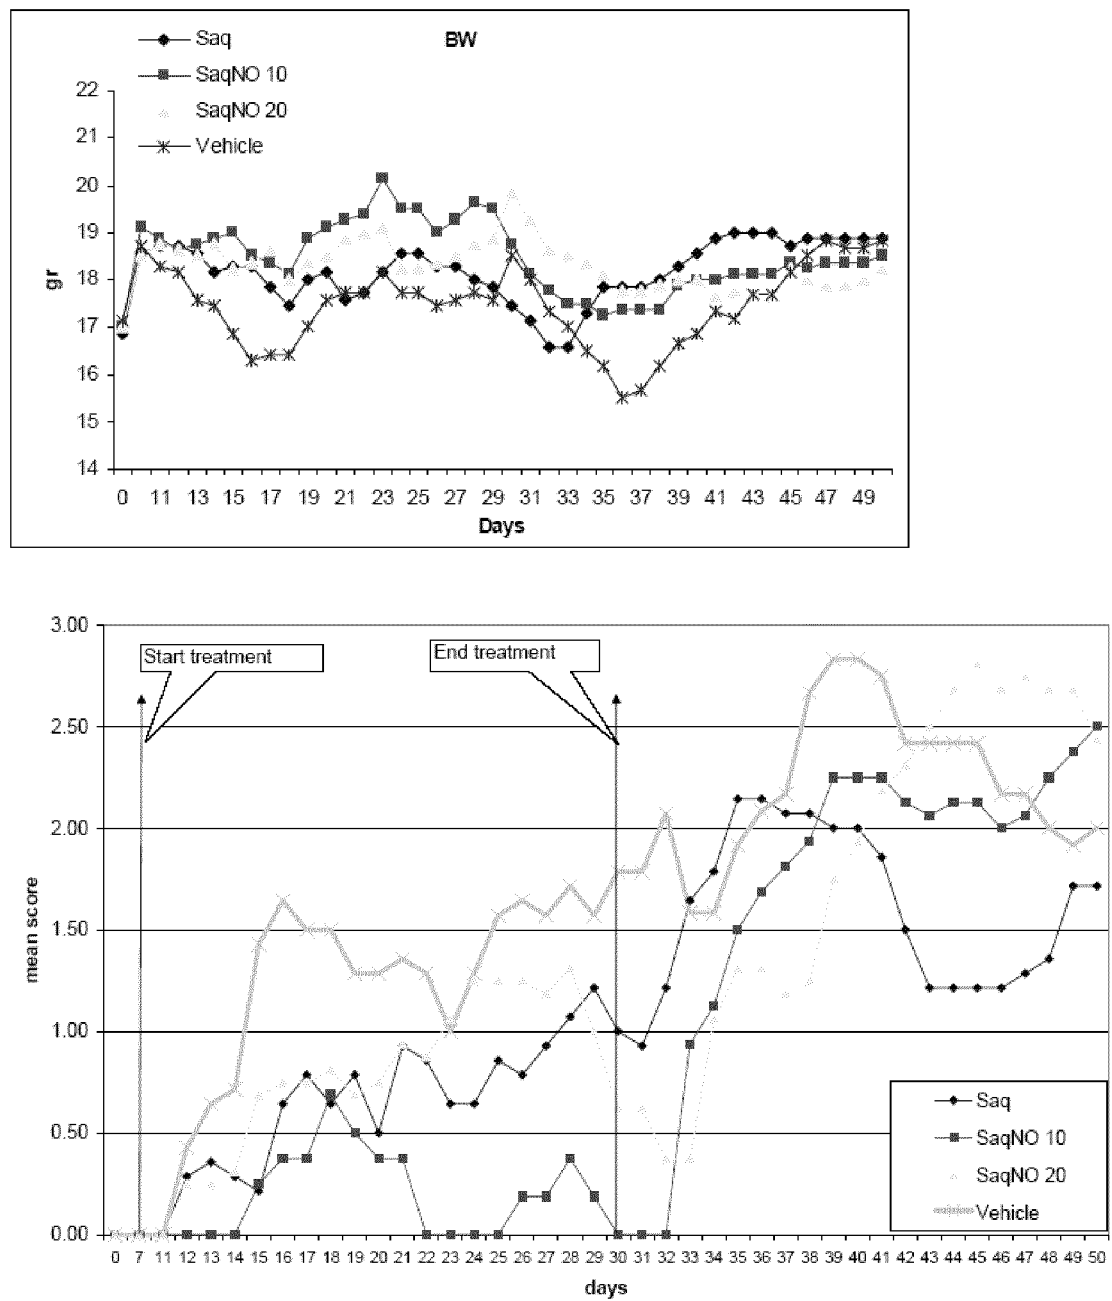 BW
Saq
SaqNO 10
SaqNO 20
Vehicle
22
21
20
19
18
17
16
15
14
gr
0 11 13 15 17 19 21 23 25 27 29 31 33 35 37 39 41 43 45 47 49
Days
3.00
2.50
2.00
1.50
1.00
0.50
0.00
mean score
Start treatment
End treatment
Saq
SaqNO 10
SaqNO 20
Vehicle
0 7 11 12 13 14 15 16 17 18 19 20 21 22 23 24 25 26 27 28 29 30 31 32 33 34 35 36 37 38 39 40 41 42 43 44 45 46 47 48 49 50
days